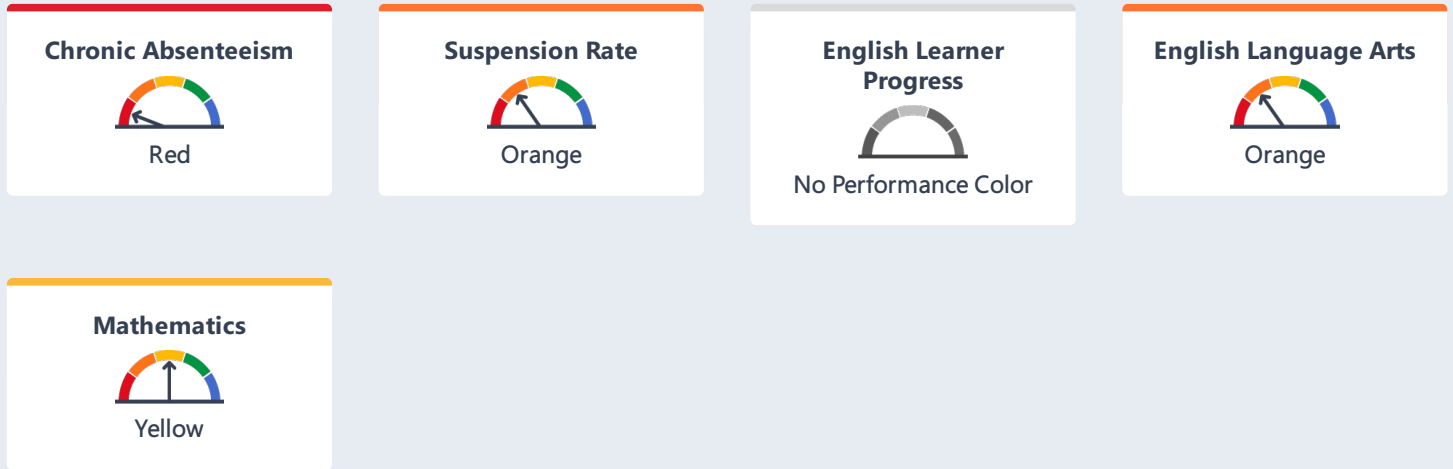 Chronic Absenteeism
Red
Suspension Rate
Orange
English Learner
Progress
No Performance Color
English Language Arts
Orange
Mathematics
Yellow